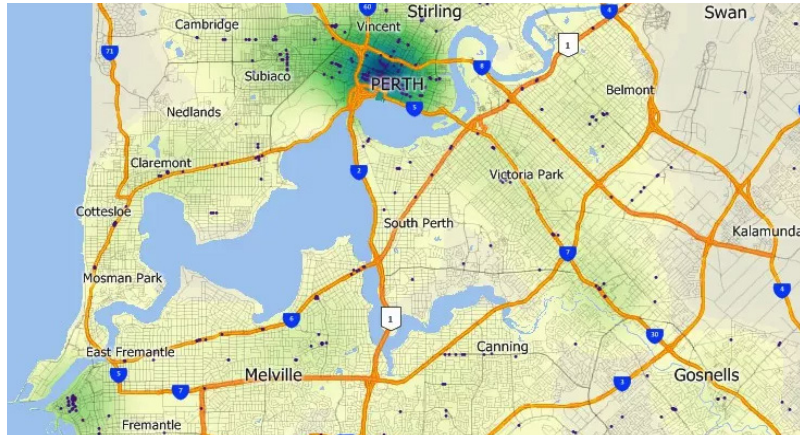 60
4
Stirling
Swan
Cambridge
Vincent
1
71
8
Subiaco
PERTH
Belmont
5
Nedlands
Claremont
2
Victoria Park
Cottesloe
South Perth
Kalamunda
7
Mosman Park
4
1
6
30
Canning
East Fremantle
5
7
Melville
3
Gosnells
Fremantle